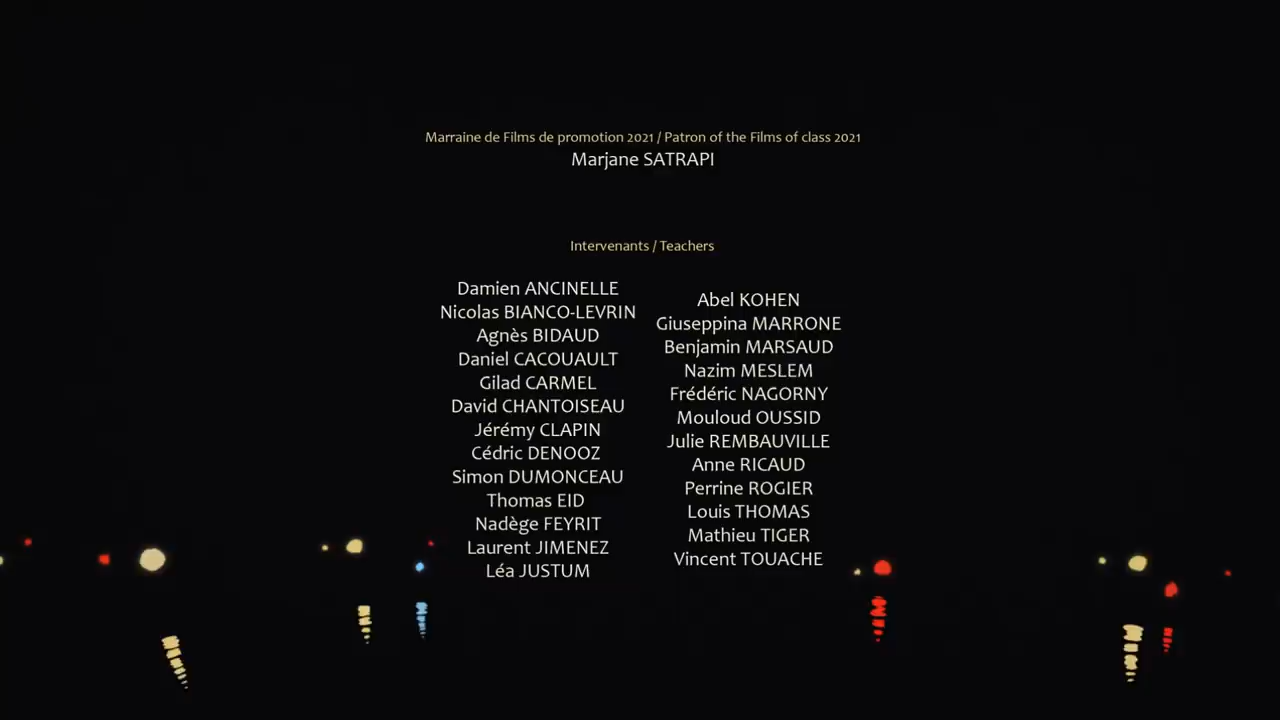 Marraine de Films de promotion 2021 / Patron of the Films of class 2021
Marjane SATRAPI
Intervenants / Teachers
Damien ANCINELLE
Nicolas BIANCO-LEVRIN
Agnès BIDAUD
Daniel CACOUAULT
Gilad CARMEL
David CHANTOISEAU
Jérémy CLAPIN
Cédric DENOOZ
Simon DUMONCEAU
Thomas EID
Nadège FEYRIT
Laurent JIMENEZ
Léa JUSTUM
Abel KOHEN
Giuseppina MARRONE
Benjamin MARSAUD
Nazim MESLEM
Frédéric NAGORNY
Mouloud OUSSID
Julie REMBAUVILLE
Anne RICAUD
Perrine ROGIER
Louis THOMAS
Mathieu TIGER
Vincent TOUACHE